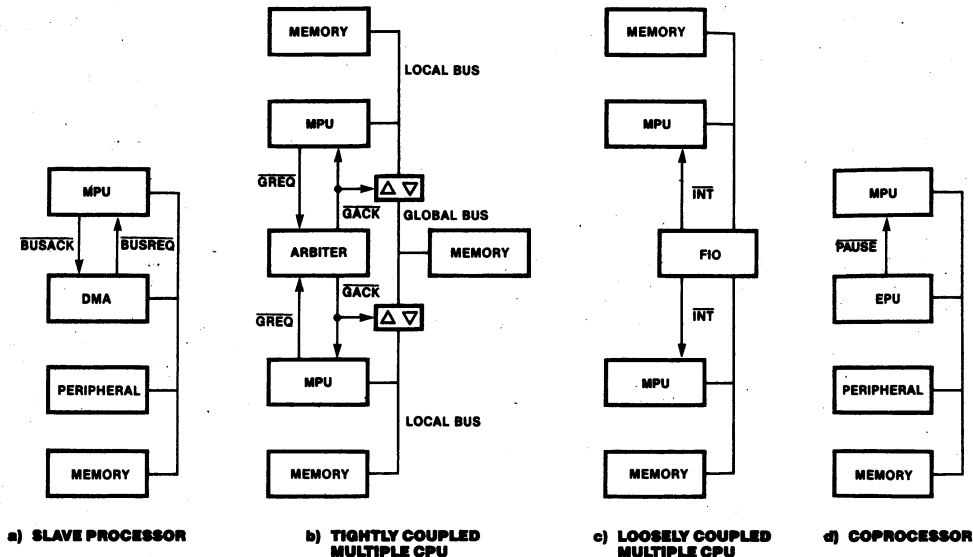 MPU
BUSACK
BUSREQ
DMA
PERIPHERAL
MEMORY
a) SLAVE PROCESSOR
MEMORY
LOCAL BUS
MPU
GREQ
GACK
GLOBAL BUS
ARBITER
MEMORY
GACK
GREQ
MPU
LOCAL BUS
MEMORY
b) TIGHTLY COUPLED
MULTIPLE CPU
MEMORY
MPU
INT
FIO
INT
MPU
MEMORY
c) LOOSELY COUPLED
MULTIPLE CPU
MPU
PAUSE
EPU
PERIPHERAL
MEMORY
d) COPROCESSOR